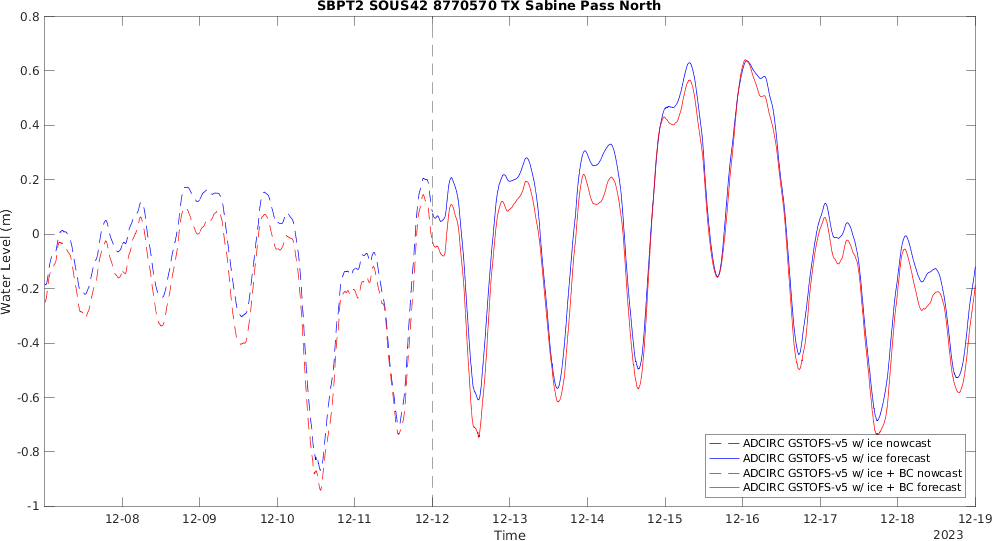 SBPT2 SOUS42 8770570 TX Sabine Pass North
0.8
0.6
0.4
0.2
0
-0.2
-0.4
-0.6
-0.8
-1
Water Level (m)
12-08 12-09 12-10 12-11 12-12 12-13 12-14 12-15 12-16 12-17 12-18 12-19
Time
2023
ADCIRC GSTOFS-v5 w/ ice nowcast
ADCIRC GSTOFS-v5 w/ ice forecast
ADCIRC GSTOFS-v5 w/ ice + BC nowcast
ADCIRC GSTOFS-v5 w/ ice + BC forecast